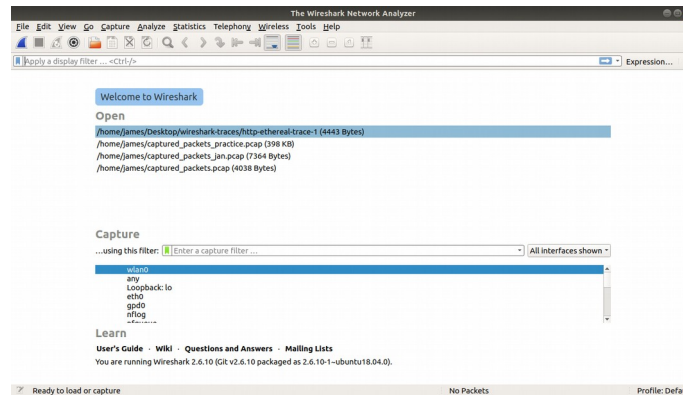 The Wireshark Network Analyzer
File Edit View Go Capture Analyze Statistics Telephony Wireless Tools Help
Apply a display filter ... <Ctrl-/>
Expression...
Welcome to Wireshark
Open
/home/james/Desktop/wireshark-traces/http-ethereal-trace-1 (4443 Bytes)
/home/james/captured_packets_practice.pcap (398 KB)
/home/james/captured_packets_jan.pcap (7364 Bytes)
/home/james/captured_packets.pcap (4038 Bytes)
Capture
...using this filter: Enter a capture filter ... All interfaces shown
wlan0
any
Loopback: lo
eth0
gpd0
nflog
Learn
User's Guide · Wiki · Questions and Answers · Mailing Lists
You are running Wireshark 2.6.10 (Git v2.6.10 packaged as 2.6.10-1~ubuntu18.04.0).
Ready to load or capture No Packets Profile: Defa